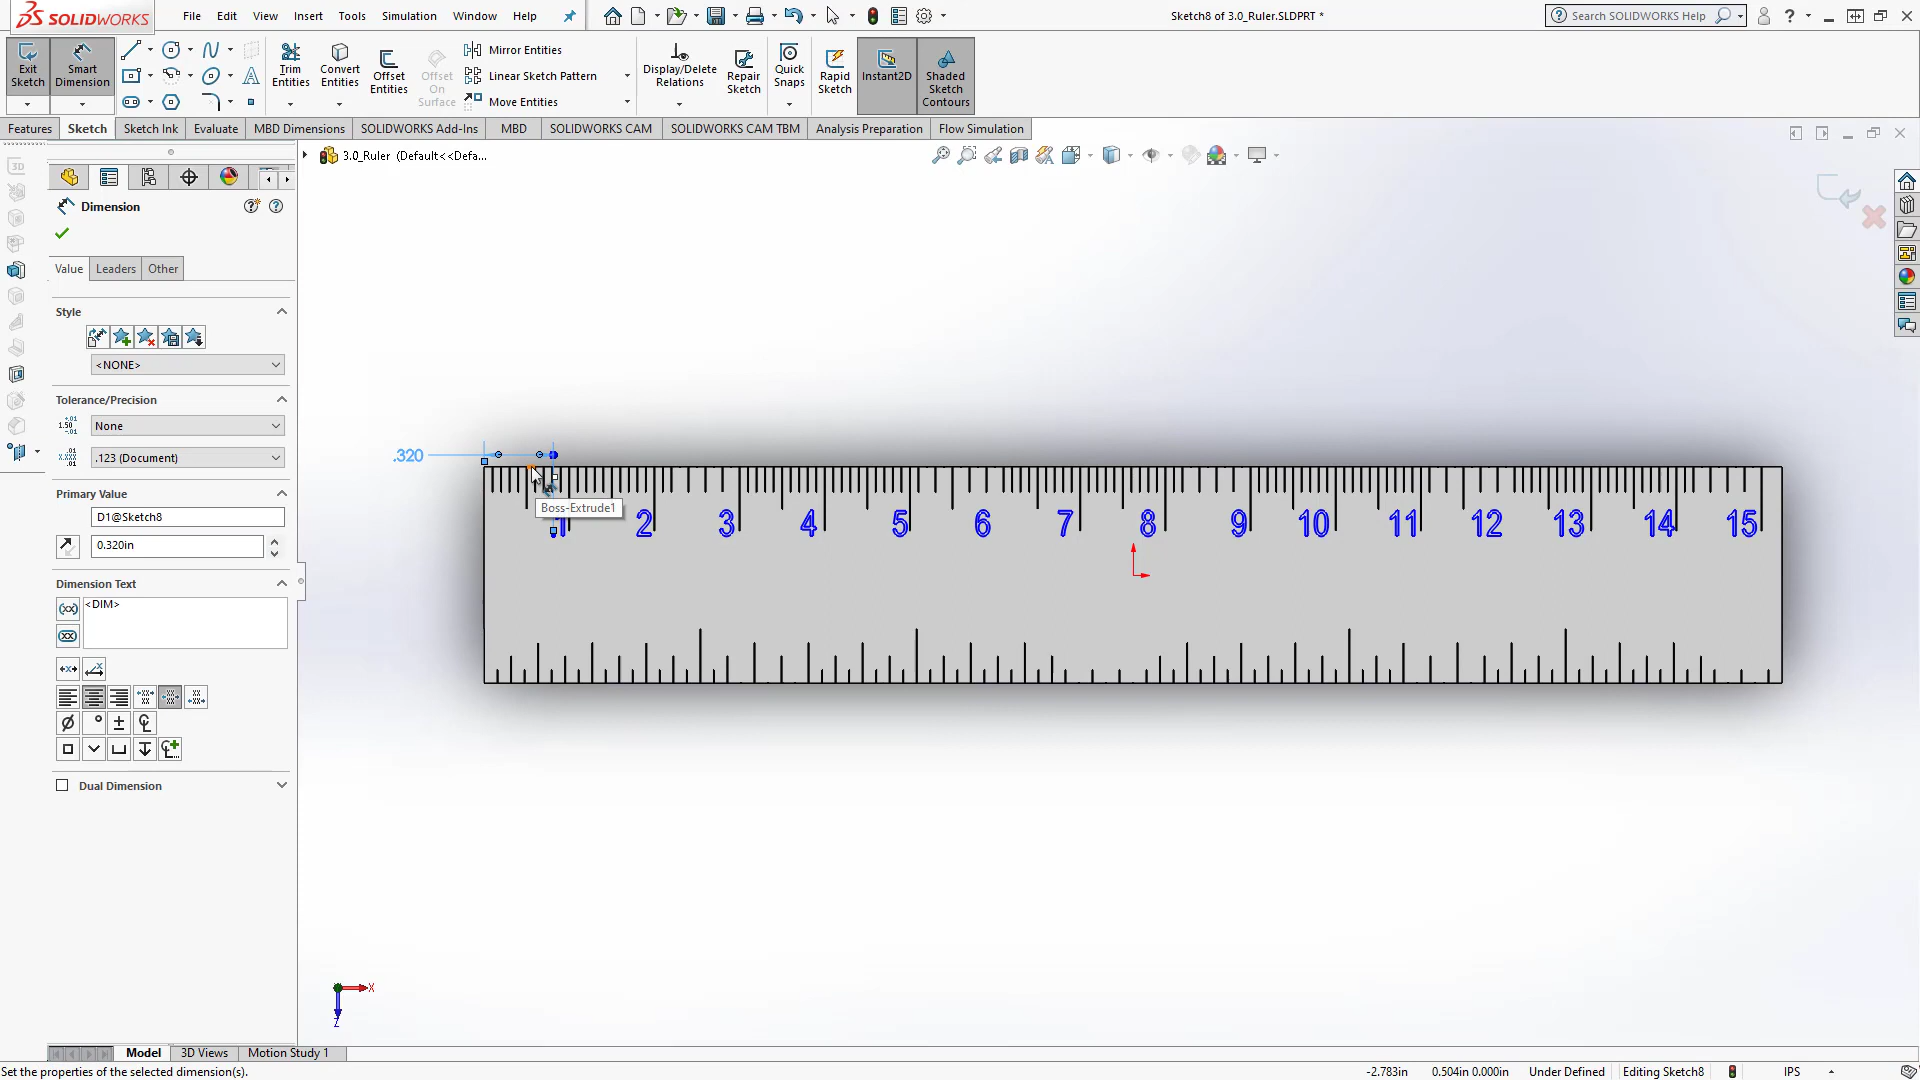 SOLIDWORKS
File Edit View Insert Tools Simulation Window Help
Sketch8 of 3.0_Ruler.SLDPRT *
Search SOLIDWORKS Help
Exit Sketch
Smart Dimension
Trim Entities
Convert Entities
Offset Entities
Offset On Surface
Mirror Entities
Linear Sketch Pattern
Move Entities
Display/Delete Relations
Repair Sketch
Quick Snaps
Rapid Sketch
Instant2D
Shaded Sketch Contours
Features Sketch Sketch Ink Evaluate MBD Dimensions SOLIDWORKS Add-Ins MBD SOLIDWORKS CAM SOLIDWORKS CAM TBM Analysis Preparation Flow Simulation
3.0_Ruler (Default<<Defa...
Dimension
Value Leaders Other
Style
<NONE>
Tolerance/Precision
None
.123 (Document)
Primary Value
D1@Sketch8
0.320in
Dimension Text
<DIM>
Dual Dimension
.320
Boss-Extrude1
1 2 3 4 5 6 7 8 9 10 11 12 13 14 15
X
Z
Model 3D Views Motion Study 1
Set the properties of the selected dimension(s).
-2.783in 0.504in 0.000in Under Defined Editing Sketch8 IPS